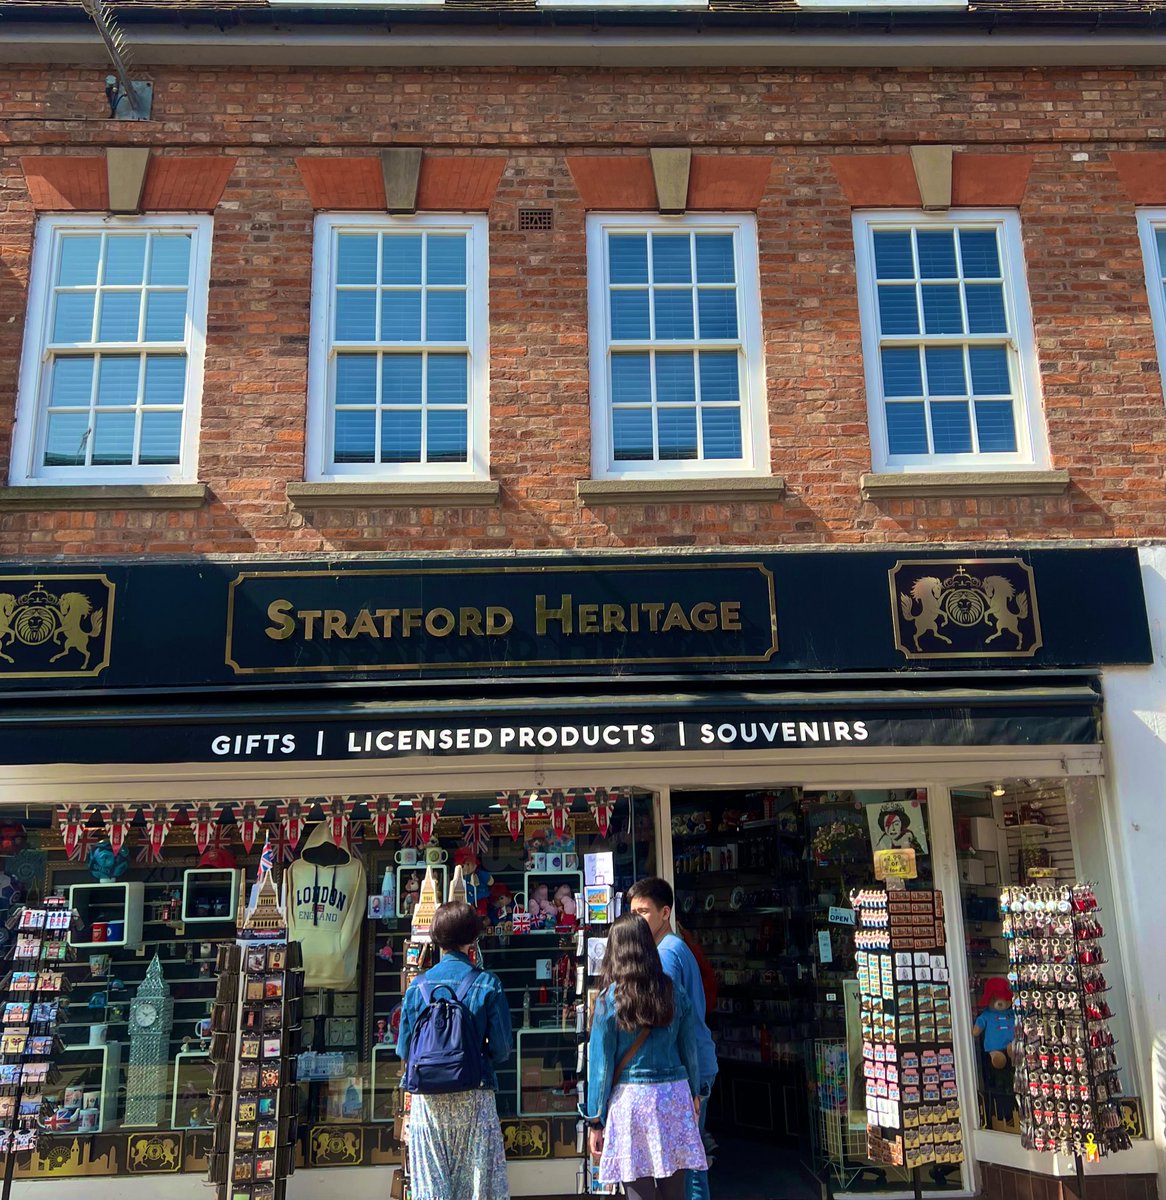 STRATFORD HERITAGE
GIFTS | LICENSED PRODUCTS | SOUVENIRS
LONDON
ENGLAND
OPEN